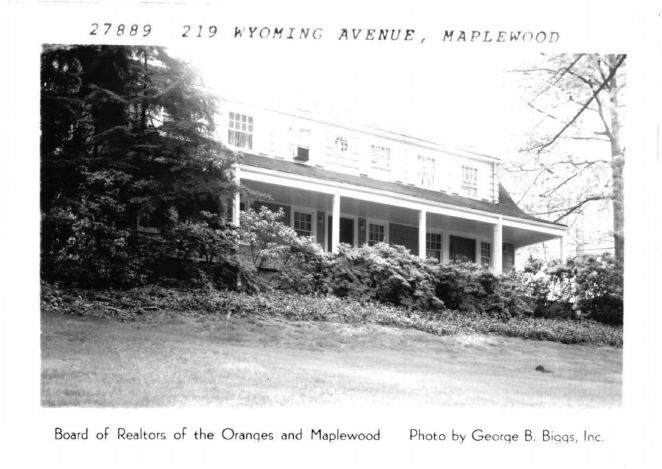 27889 219 WYOMING AVENUE, MAPLEWOOD
Board of Realtors of the Oranges and Maplewood Photo by George B. Biggs, Inc.